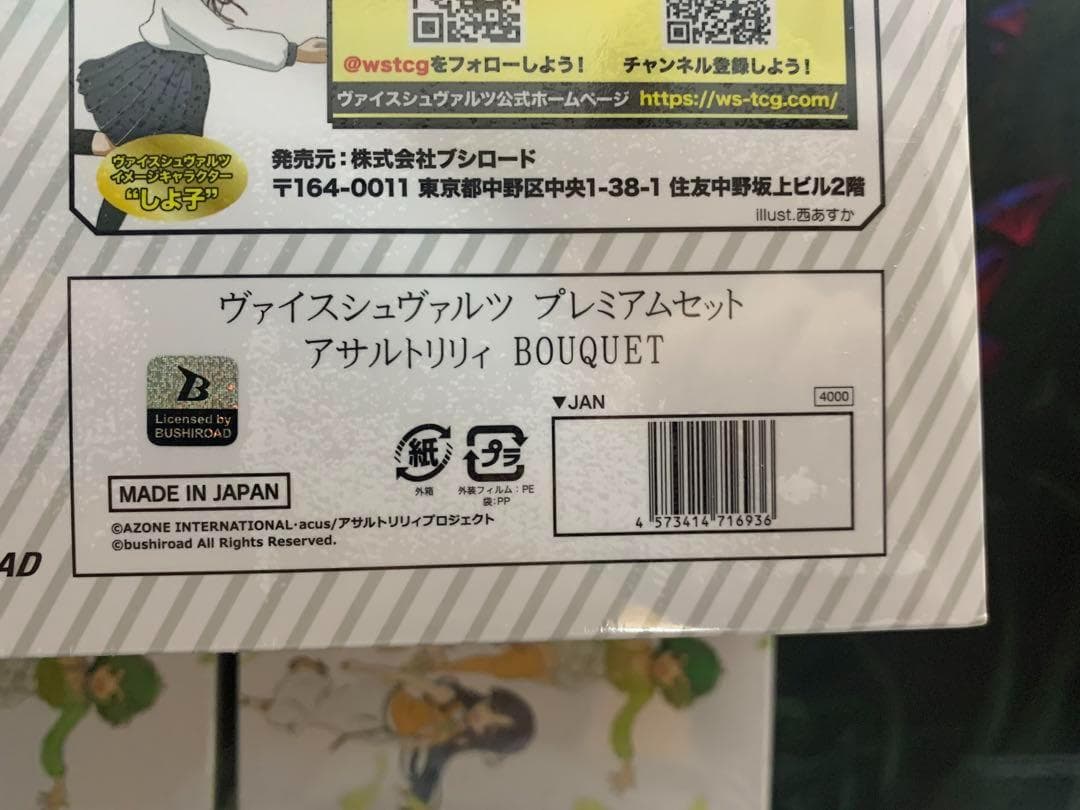 @wstcgをフォローしよう!
チャンネル登録しよう!
ヴァイスシュヴァルツ公式ホームページ https://ws-tcg.com/
ヴァイスシュヴァルツ
イメージキャラクター
“しよ子”
発売元:株式会社ブシロード
〒164-0011 東京都中野区中央1-38-1 住友中野坂上ビル2階
illust.西あすか
ヴァイスシュヴァルツ プレミアムセット
アサルトリリィ BOUQUET
B
Licensed by
BUSHIROAD
紙
外箱
プラ
外装フィルム:PE
袋:PP
▼JAN
4000
4 573414 716936
MADE IN JAPAN
©AZONE INTERNATIONAL・acus/アサルトリリィプロジェクト
©bushiroad All Rights Reserved.
AD